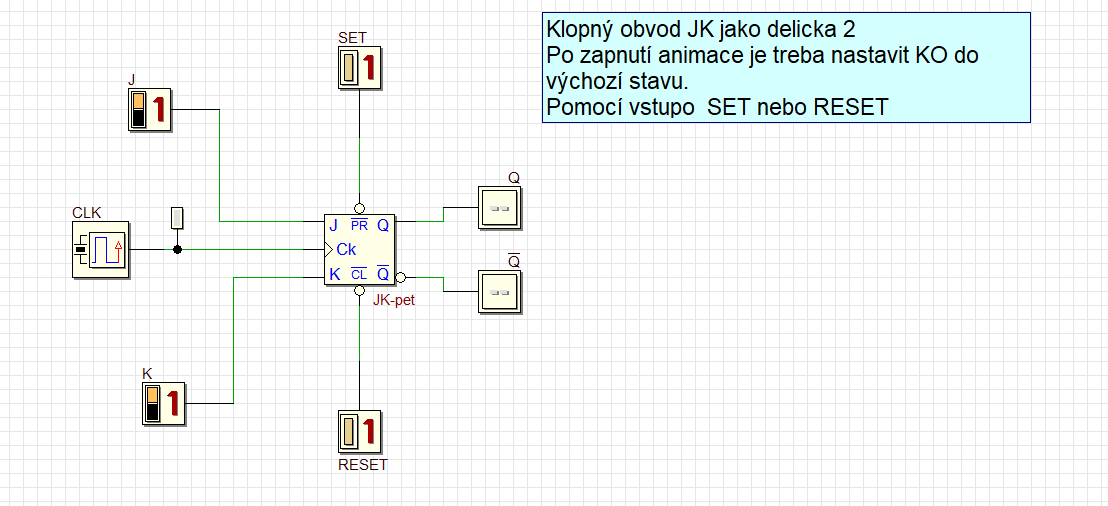 Klopný obvod JK jako delicka 2
Po zapnutí animace je treba nastavit KO do
výchozí stavu.
Pomocí vstupo  SET nebo RESET
SET
1
J
1
Q
--
CLK
J PR Q
Ck
K CL Q
JK-pet
Q
--
K
1
1
RESET